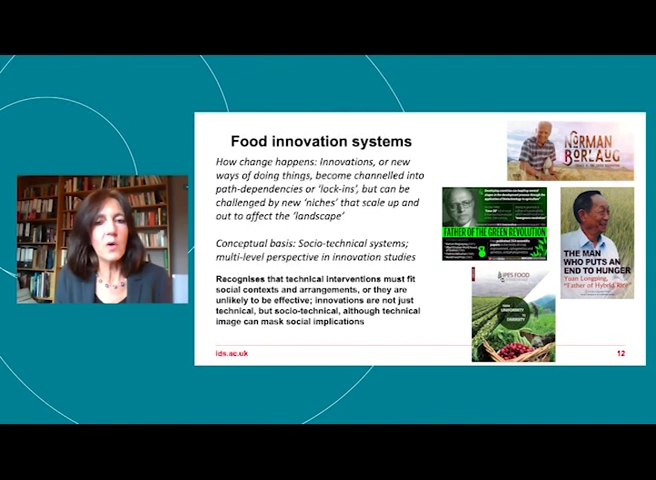 Food innovation systems
How change happens: Innovations, or new
ways of doing things, become channelled into
path-dependencies or ‘lock-ins’, but can be
challenged by new ‘niches’ that scale up and
out to affect the ‘landscape’
Conceptual basis: Socio-technical systems;
multi-level perspective in innovation studies
Recognises that technical interventions must fit
social contexts and arrangements, or they are
unlikely to be effective; innovations are not just
technical, but socio-technical, although technical
image can mask social implications
ids.ac.uk
12
NORMAN
BORLAUG
FATHER OF THE GREEN REVOLUTION
THE MAN
WHO PUTS AN
END TO HUNGER
Yuan Longping,
"Father of Hybrid Rice"
IPES FOOD
FROM
UNIFORMITY
TO
DIVERSITY